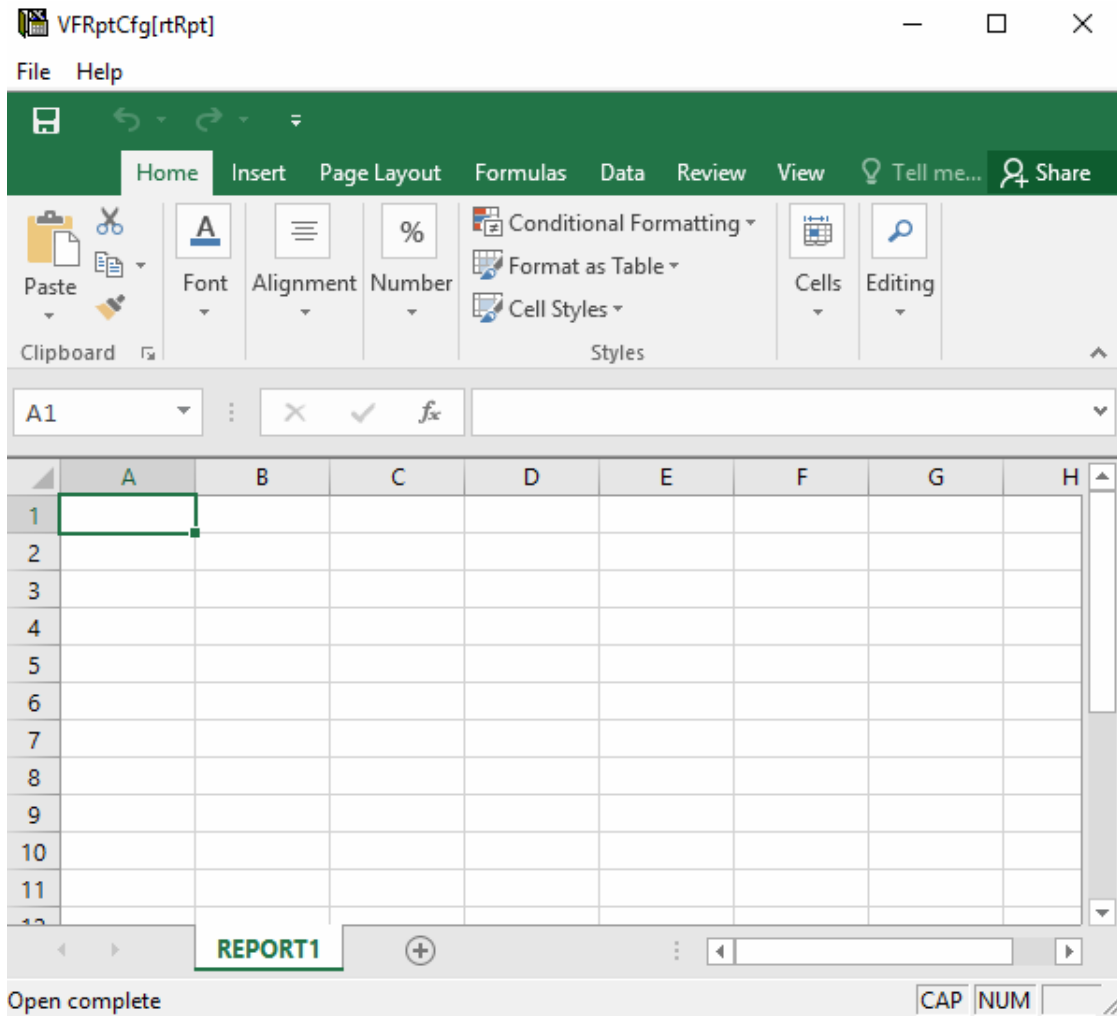 VFRptCfg[rtRpt]
File Help
Home Insert Page Layout Formulas Data Review View Tell me... Share
Conditional Formatting
Format as Table
Cell Styles
Paste Font Alignment Number Cells Editing
Clipboard Styles
A1 fx
A B C D E F G H
1
2
3
4
5
6
7
8
9
10
11
REPORT1
Open complete CAP NUM